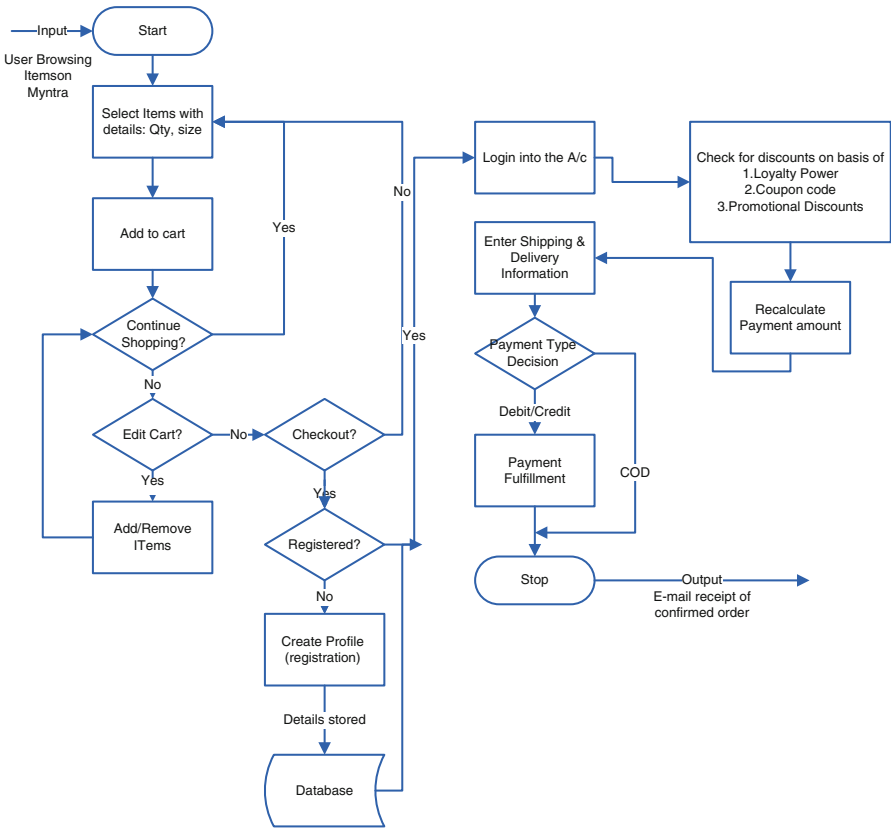 Input
Start
User Browsing
Itemson
Myntra
Select Items with
details: Qty, size
Add to cart
Yes
Continue
Shopping?
No
Edit Cart?
No
Checkout?
No
Yes
Add/Remove
ITems
Yes
Registered?
Yes
No
Create Profile
(registration)
Details stored
Database
Login into the A/c
Check for discounts on basis of
1.Loyalty Power
2.Coupon code
3.Promotional Discounts
Recalculate
Payment amount
Enter Shipping &
Delivery
Information
Payment Type
Decision
Debit/Credit
COD
Payment
Fulfillment
Stop
Output
E-mail receipt of
confirmed order